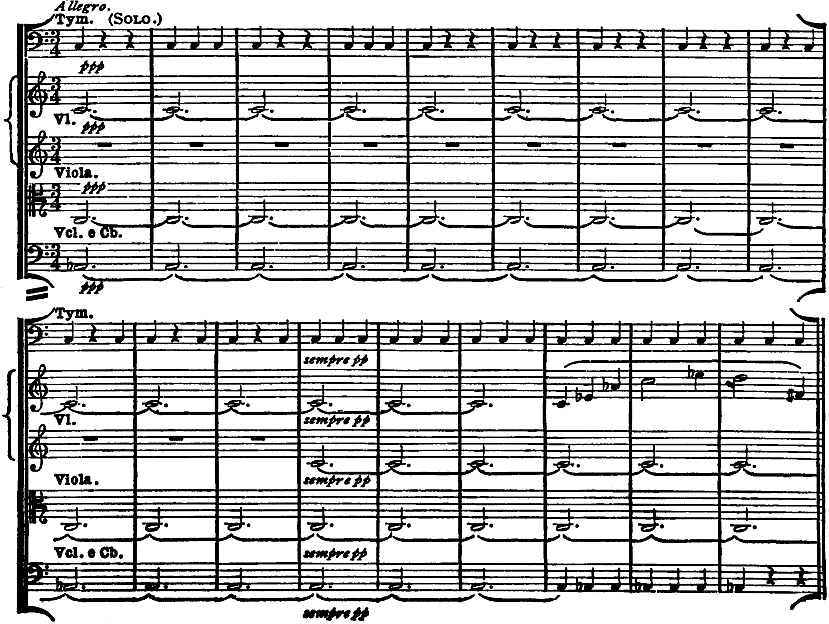 Allegro.
Tym. (SOLO.)
ppp
Vl.
ppp
Viola.
ppp
Vcl. e Cb.
ppp
Tym.
sempre pp
Vl.
sempre pp
Viola.
sempre pp
Vcl. e Cb.
sempre pp
sempre pp